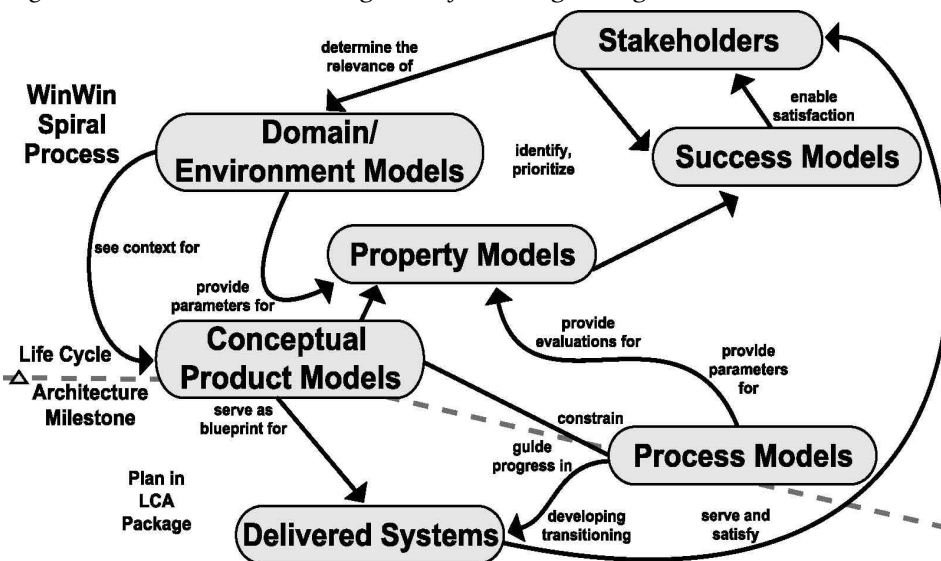 Stakeholders
determine the
relevance of
WinWin
Spiral
Process
enable
satisfaction
Domain/
Environment Models
identify,
prioritize
Success Models
see context for
Property Models
provide
parameters for
provide
evaluations for
Conceptual
Product Models
Life Cycle
Architecture
Milestone
provide
parameters
for
serve as
blueprint for
constrain
guide
progress in
Process Models
Plan in
LCA
Package
Delivered Systems
developing
transitioning
serve and
satisfy